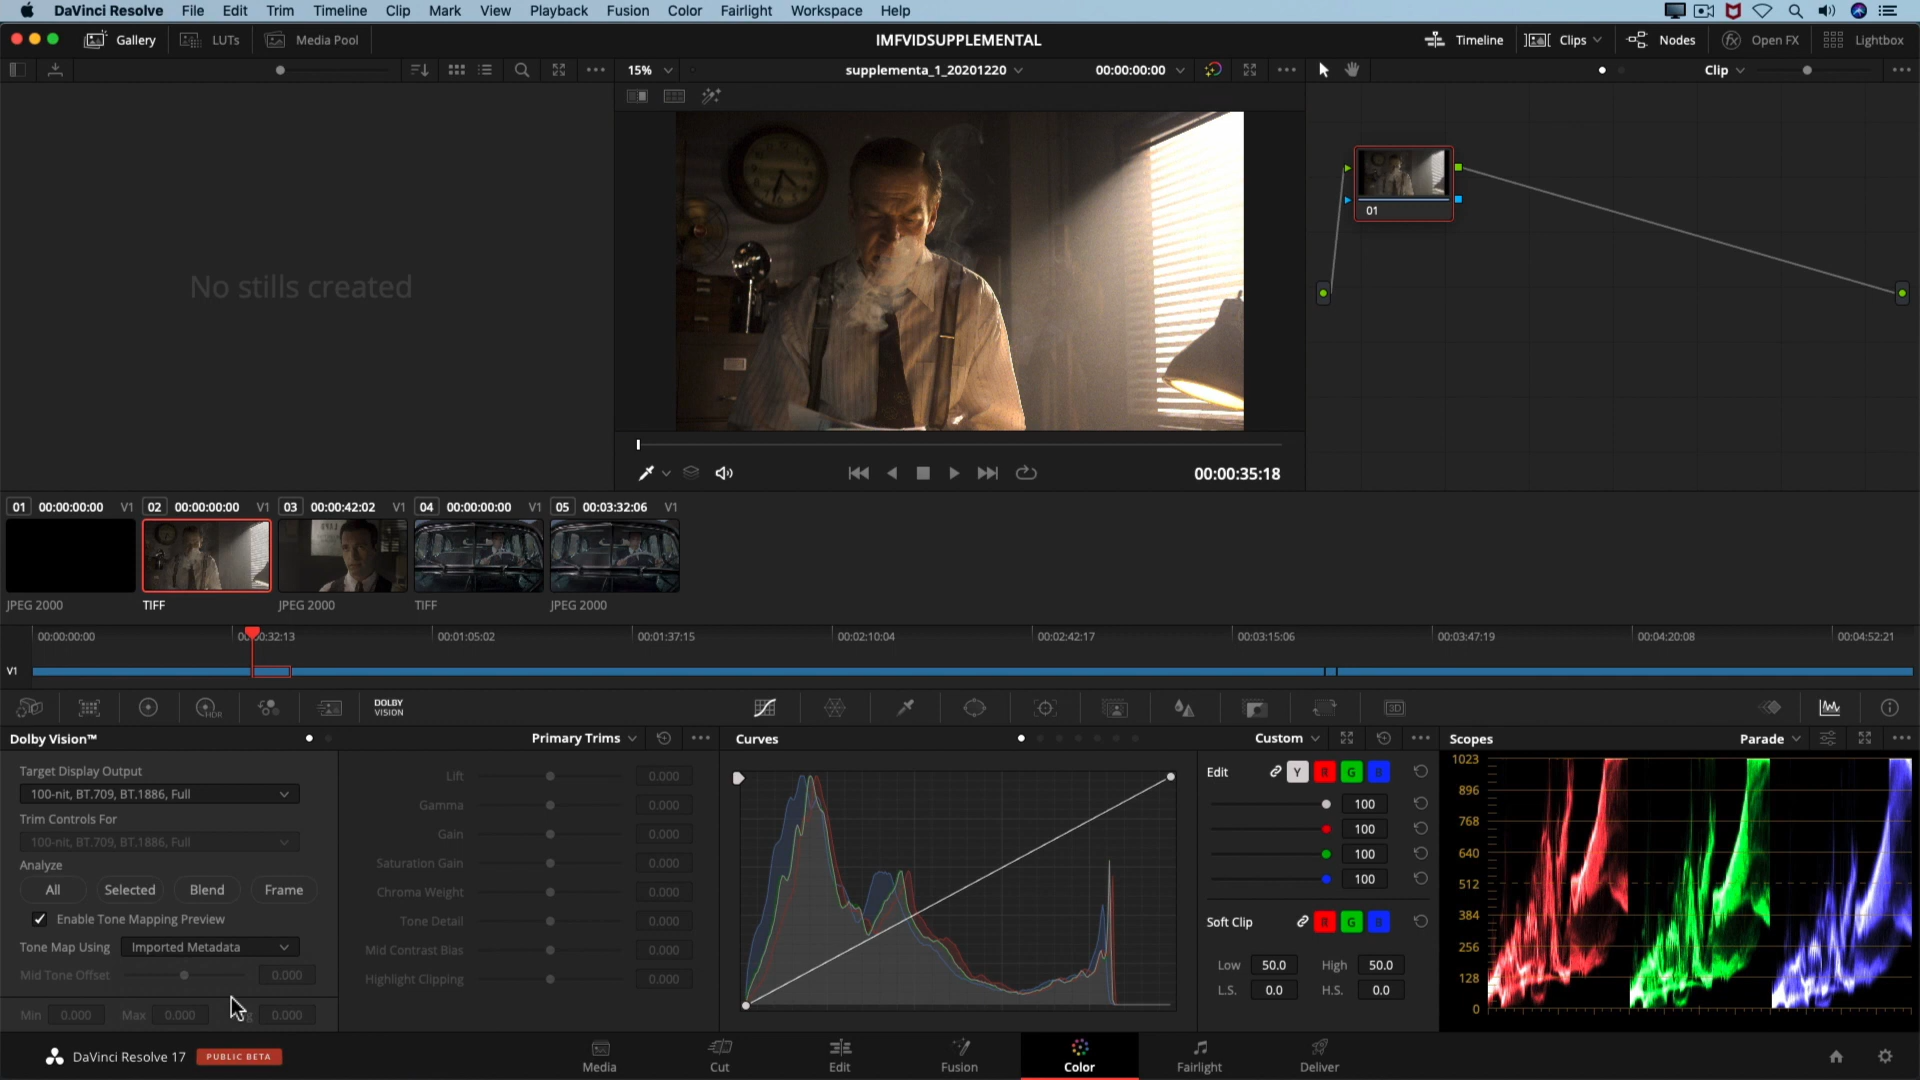 DaVinci Resolve File Edit Trim Timeline Clip Mark View Playback Fusion Color Fairlight Workspace Help
Gallery LUTs Media Pool IMFVIDSUPPLEMENTAL Timeline Clips Nodes Open FX Lightbox
15% supplementa_1_20201220 00:00:00:00 Clip
No stills created
01
00:00:35:18
01 00:00:00:00 V1 02 00:00:00:00 V1 03 00:00:42:02 V1 04 00:00:00:00 V1 05 00:03:32:06 V1
JPEG 2000 TIFF JPEG 2000 TIFF JPEG 2000
00:00:00:00 00:00:32:13 00:01:05:02 00:01:37:15 00:02:10:04 00:02:42:17 00:03:15:06 00:03:47:19 00:04:20:08 00:04:52:21
V1
HDR DOLBY VISION 3D
Dolby Vision™ Primary Trims Curves Custom Scopes Parade
Target Display Output
100-nit, BT.709, BT.1886, Full
Trim Controls For
100-nit, BT.709, BT.1886, Full
Analyze
All Selected Blend Frame
Enable Tone Mapping Preview
Tone Map Using Imported Metadata
Mid Tone Offset 0.000
Min 0.000 Max 0.000 0.000
Lift 0.000
Gamma 0.000
Gain 0.000
Saturation Gain 0.000
Chroma Weight 0.000
Tone Detail 0.000
Mid Contrast Bias 0.000
Highlight Clipping 0.000
Edit Y R G B
100
100
100
100
Soft Clip R G B
Low 50.0 High 50.0
L.S. 0.0 H.S. 0.0
1023
896
768
640
512
384
256
128
0
DaVinci Resolve 17 PUBLIC BETA
Media Cut Edit Fusion Color Fairlight Deliver